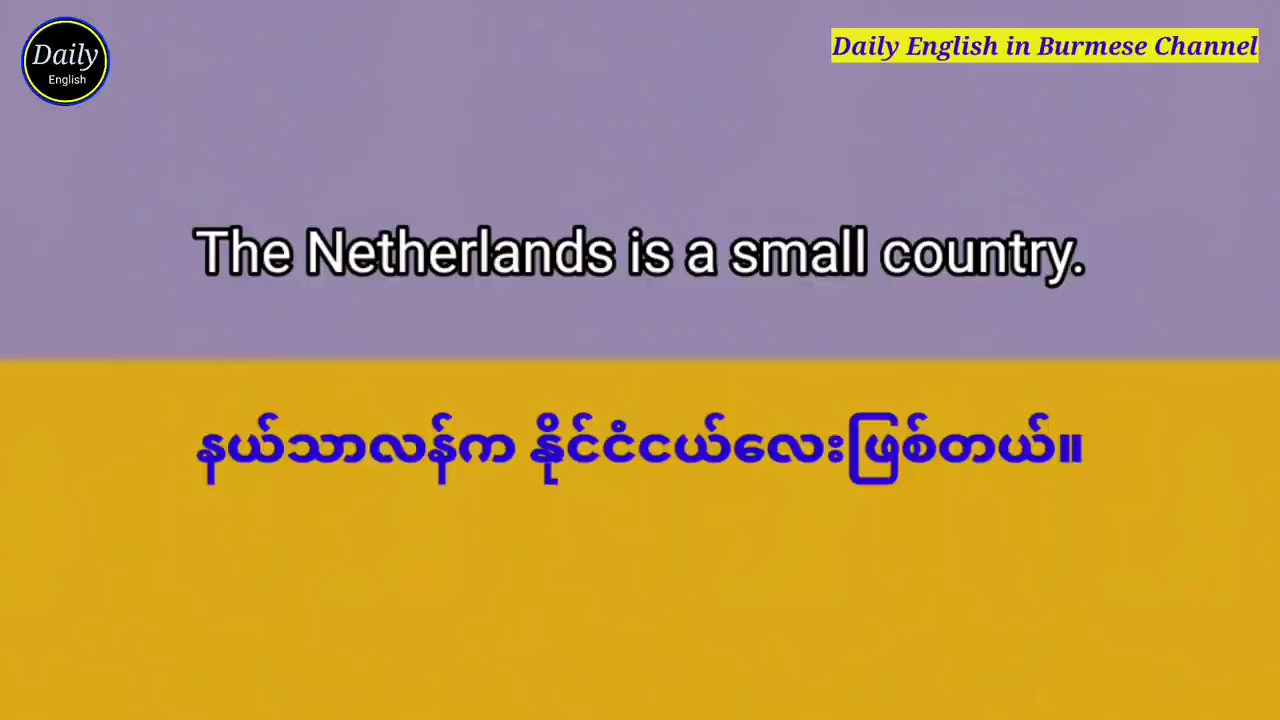 Daily
English
Daily English in Burmese Channel
The Netherlands is a small country.
နယ်သာလန်က နိုင်ငံငယ်လေးဖြစ်တယ်။